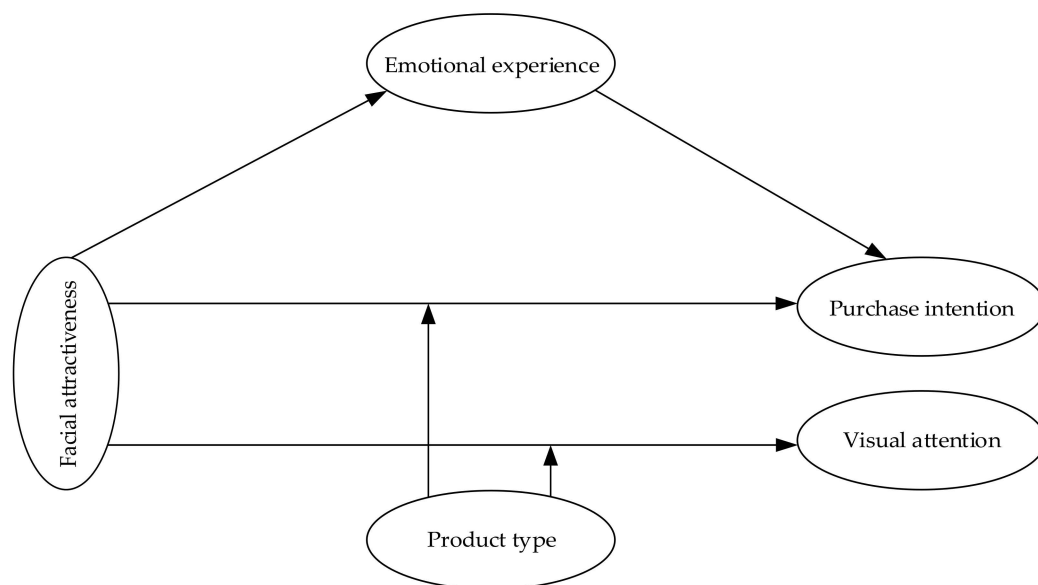 Emotional experience
Facial attractiveness
Purchase intention
Visual attention
Product type